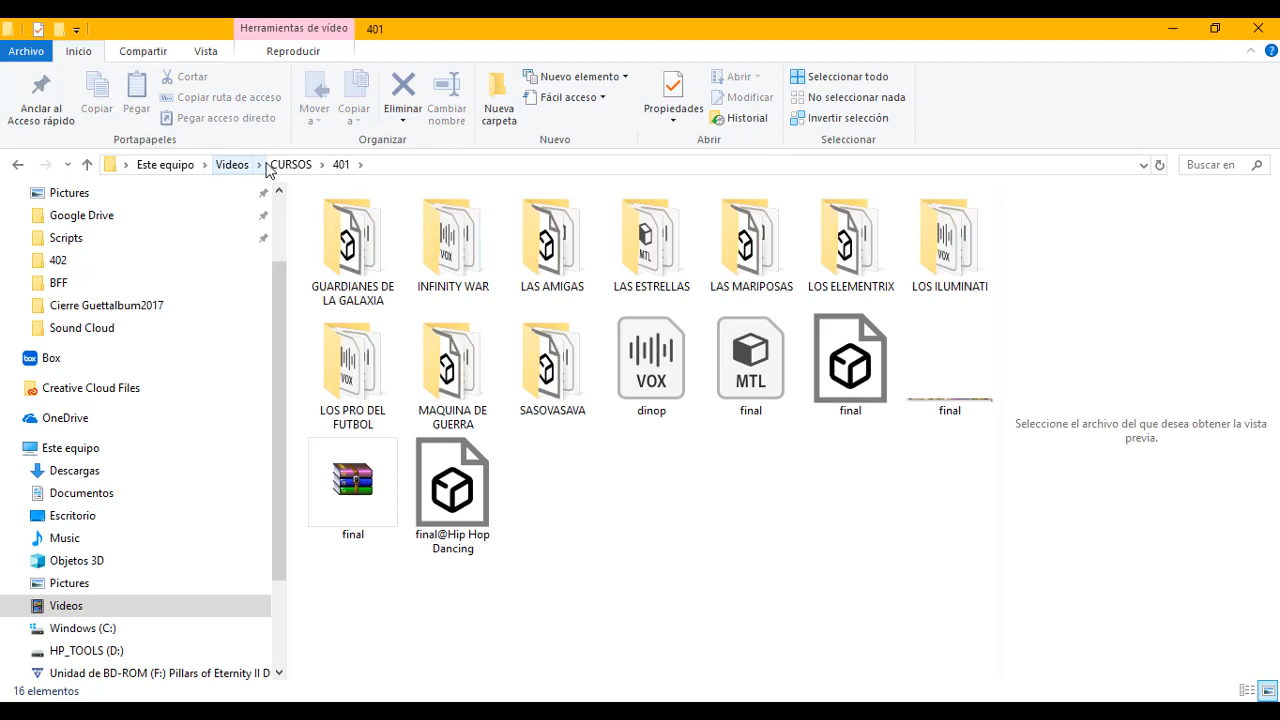 Herramientas de vídeo 401
Archivo Inicio Compartir Vista Reproducir
Anclar al Acceso rápido
Copiar
Pegar
Cortar
Copiar ruta de acceso
Pegar acceso directo
Portapapeles
Mover a
Copiar a
Eliminar
Cambiar nombre
Organizar
Nueva carpeta
Nuevo elemento
Fácil acceso
Nuevo
Propiedades
Abrir
Modificar
Historial
Abrir
Seleccionar todo
No seleccionar nada
Invertir selección
Seleccionar
Este equipo Videos CURSOS 401
Buscar en
Pictures
Google Drive
Scripts
402
BFF
Cierre Guettalbum2017
Sound Cloud
Box
Creative Cloud Files
OneDrive
Este equipo
Descargas
Documentos
Escritorio
Music
Objetos 3D
Pictures
Videos
Windows (C:)
HP_TOOLS (D:)
Unidad de BD-ROM (F:) Pillars of Eternity II D
GUARDIANES DE LA GALAXIA
INFINITY WAR
LAS AMIGAS
MTL
LAS ESTRELLAS
LAS MARIPOSAS
LOS ELEMENTRIX
VOX
LOS ILUMINATI
VOX
LOS PRO DEL FUTBOL
MAQUINA DE GUERRA
SASOVASAVA
VOX
dinop
MTL
final
final
final
final
final@Hip Hop Dancing
Seleccione el archivo del que desea obtener la vista previa.
16 elementos